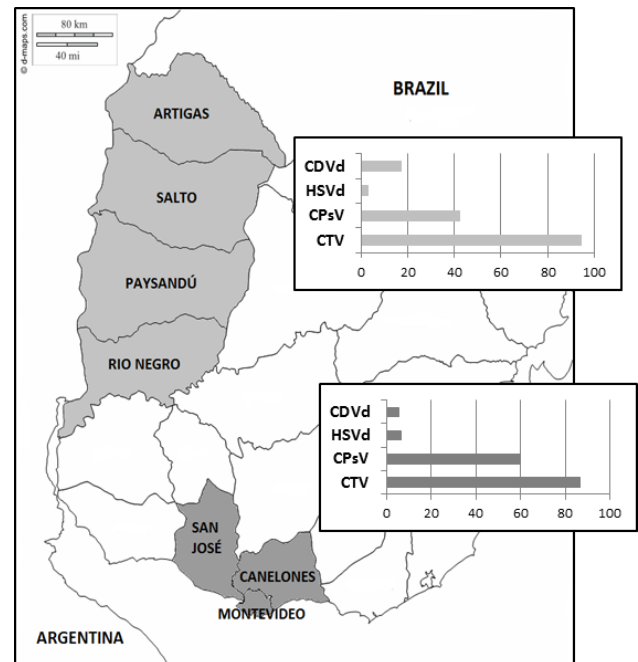 80 km
40 mi
© d-maps.com
BRAZIL
ARTIGAS
SALTO
PAYSANDÚ
RIO NEGRO
CDVd
HSVd
CPsV
CTV
0 20 40 60 80 100
CDVd
HSVd
CPsV
CTV
0 20 40 60 80 100
SAN
JOSÉ
CANELONES
MONTEVIDEO
ARGENTINA